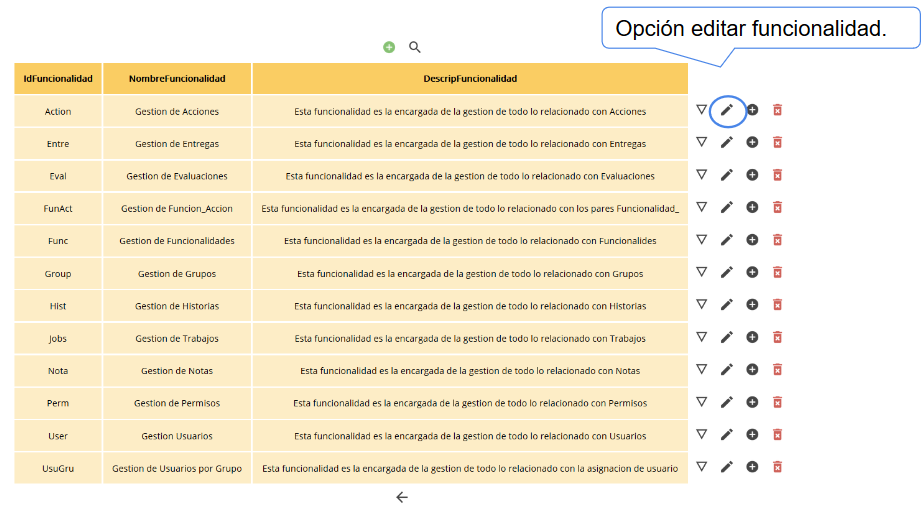 Opción editar funcionalidad.
IdFuncionalidad NombreFuncionalidad DescripFuncionalidad
Action Gestion de Acciones Esta funcionalidad es la encargada de la gestion de todo lo relacionado con Acciones
Entre Gestion de Entregas Esta funcionalidad es la encargada de la gestion de todo lo relacionado con Entregas
Eval Gestion de Evaluaciones Esta funcionalidad es la encargada de la gestion de todo lo relacionado con Evaluaciones
FunAct Gestion de Funcion_Accion Esta funcionalidad es la encargada de la gestion de todo lo relacionado con los pares Funcionalidad_
Func Gestion de Funcionalidades Esta funcionalidad es la encargada de la gestion de todo lo relacionado con Funcionalides
Group Gestion de Grupos Esta funcionalidad es la encargada de la gestion de todo lo relacionado con Grupos
Hist Gestion de Historias Esta funcionalidad es la encargada de la gestion de todo lo relacionado con Historias
Jobs Gestion de Trabajos Esta funcionalidad es la encargada de la gestion de todo lo relacionado con Trabajos
Nota Gestion de Notas Esta funcionalidad es la encargada de la gestion de todo lo relacionado con Notas
Perm Gestion de Permisos Esta funcionalidad es la encargada de la gestion de todo lo relacionado con Permisos
User Gestion Usuarios Esta funcionalidad es la encargada de la gestion de todo lo relacionado con Usuarios
UsuGru Gestion de Usuarios por Grupo Esta funcionalidad es la encargada de la gestion de todo lo relacionado con la asignacion de usuario